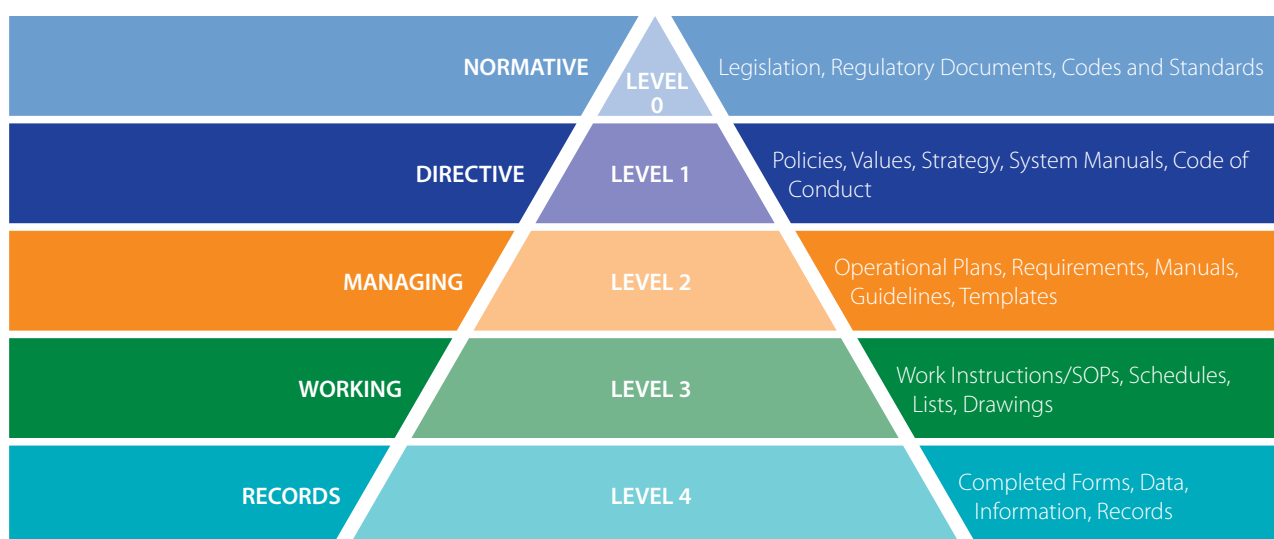 NORMATIVE
LEVEL
0
Legislation, Regulatory Documents, Codes and Standards
DIRECTIVE
LEVEL 1
Policies, Values, Strategy, System Manuals, Code of
Conduct
MANAGING
LEVEL 2
Operational Plans, Requirements, Manuals,
Guidelines, Templates
WORKING
LEVEL 3
Work Instructions/SOPs, Schedules,
Lists, Drawings
RECORDS
LEVEL 4
Completed Forms, Data,
Information, Records